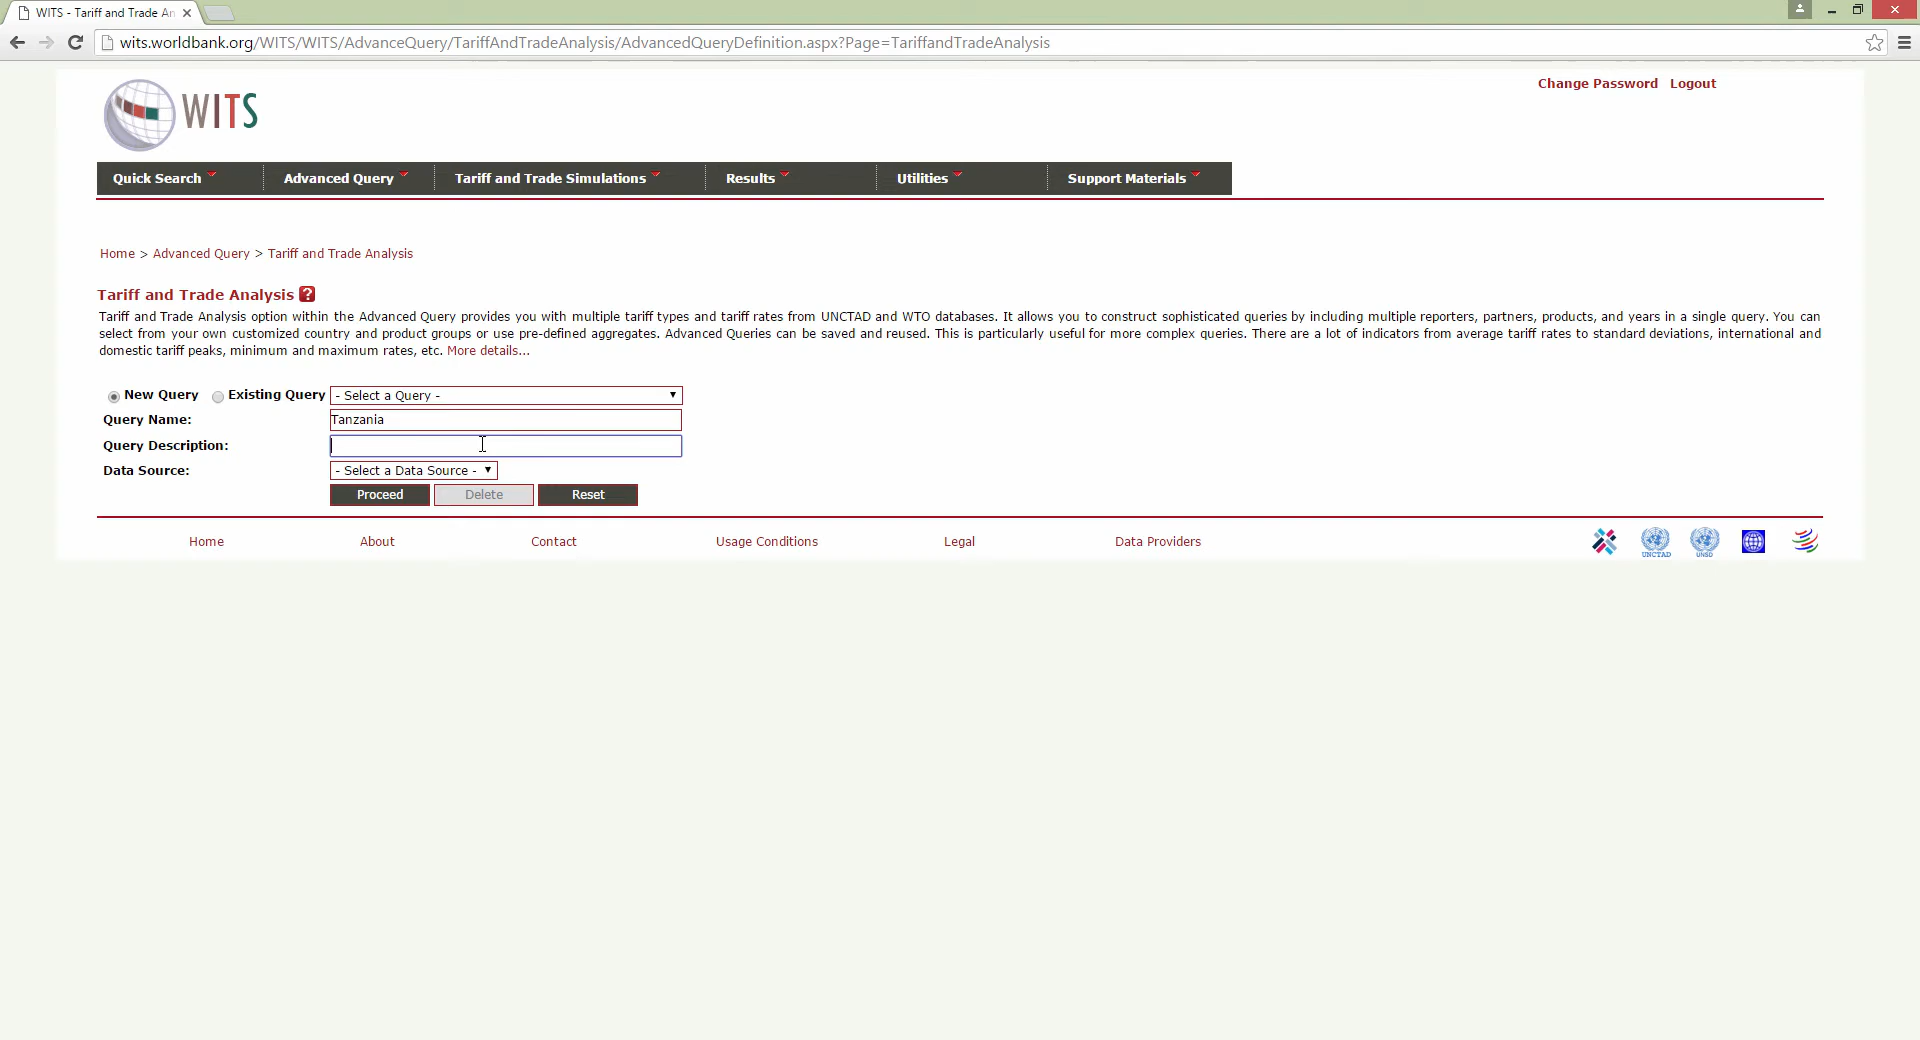 WITS - Tariff and Trade An
wits.worldbank.org/WITS/WITS/AdvanceQuery/TariffAndTradeAnalysis/AdvancedQueryDefinition.aspx?Page=TariffandTradeAnalysis
Change Password Logout
WITS
Quick Search Advanced Query Tariff and Trade Simulations Results Utilities Support Materials
Home > Advanced Query > Tariff and Trade Analysis
Tariff and Trade Analysis ?
Tariff and Trade Analysis option within the Advanced Query provides you with multiple tariff types and tariff rates from UNCTAD and WTO databases. It allows you to construct sophisticated queries by including multiple reporters, partners, products, and years in a single query. You can
select from your own customized country and product groups or use pre-defined aggregates. Advanced Queries can be saved and reused. This is particularly useful for more complex queries. There are a lot of indicators from average tariff rates to standard deviations, international and
domestic tariff peaks, minimum and maximum rates, etc. More details...
New Query Existing Query - Select a Query -
Query Name: Tanzania
Query Description:
Data Source: - Select a Data Source -
Proceed Delete Reset
Home About Contact Usage Conditions Legal Data Providers
UNCTAD UNSD